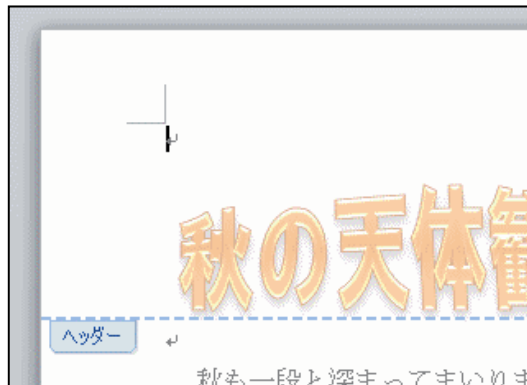 秋の天体観
ヘッダー
秋も一段と深まってまいりま